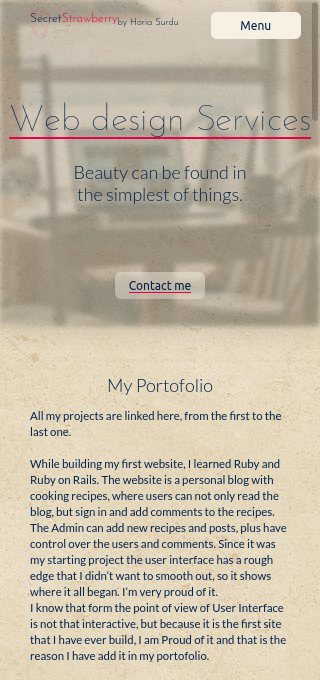 SecretStrawberry by Horia Surdu
Menu
Web design Services
Beauty can be found in
the simplest of things.
Contact me
My Portofolio
All my projects are linked here, from the first to the
last one.
While building my first website, I learned Ruby and
Ruby on Rails. The website is a personal blog with
cooking recipes, where users can not only read the
blog, but sign in and add comments to the recipes.
The Admin can add new recipes and posts, plus have
control over the users and comments. Since it was
my starting project the user interface has a rough
edge that I didn't want to smooth out, so it shows
where it all began. I'm very proud of it.
I know that form the point of view of User Interface
is not that interactive, but because it is the first site
that I have ever build, I am Proud of it and that is the
reason I have add it in my portofolio.